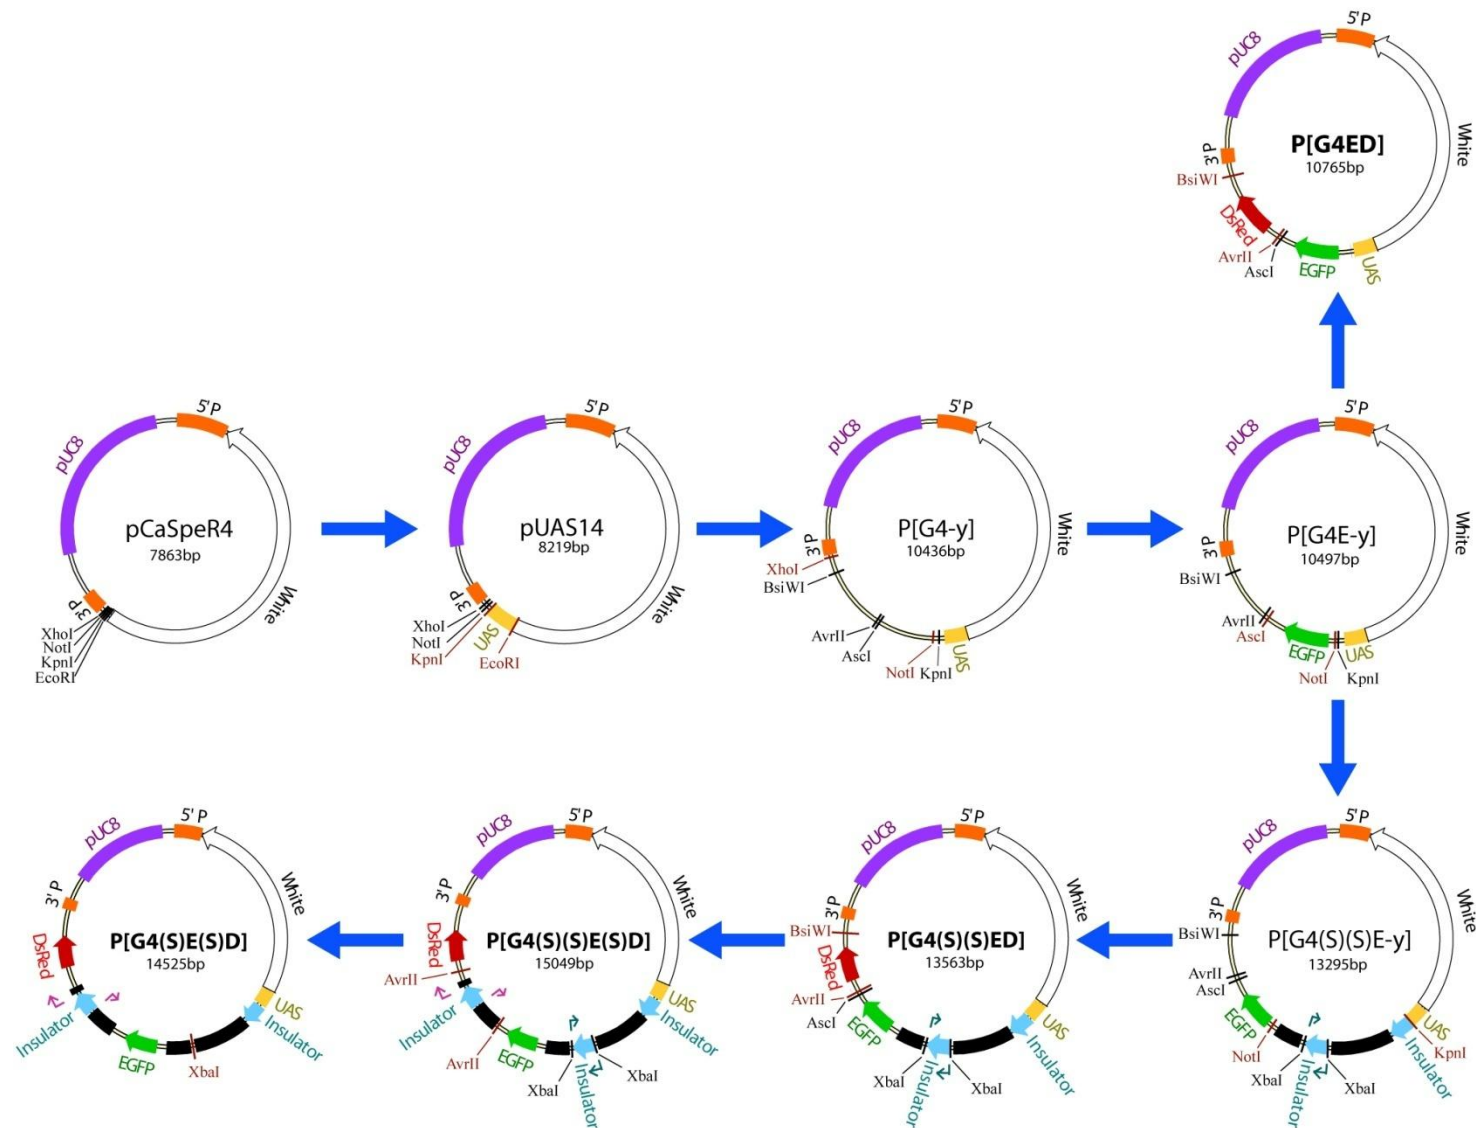 5'P
pUC8
White
P[G4ED]
10765bp
3'P
BsiWI
DsRed
AvrII
AscI
EGFP
UAS
5'P
pUC8
pCaSpeR4
7863bp
White
3'P
XhoI
NotI
KpnI
EcoRI
5'P
pUC8
pUAS14
8219bp
White
3'P
XhoI
NotI
KpnI
UAS
EcoRI
5'P
pUC8
P[G4-y]
10436bp
White
3'P
XhoI
BsiWI
AvrII
AscI
NotI
KpnI
UAS
5'P
pUC8
P[G4E-y]
10497bp
White
3'P
BsiWI
AvrII
AscI
EGFP
UAS
NotI
KpnI
5'P
pUC8
White
3'P
P[G4(S)E(S)D]
14525bp
DsRed
Insulator
EGFP
XbaI
UAS
Insulator
5'P
pUC8
White
3'P
P[G4(S)(S)E(S)D]
15049bp
DsRed
AvrII
Insulator
AvrII
EGFP
XbaI
Insulator
XbaI
UAS
Insulator
5'P
pUC8
White
3'P
BsiWI
P[G4(S)(S)ED]
13563bp
DsRed
AvrII
AscI
EGFP
XbaI
Insulator
XbaI
UAS
Insulator
5'P
pUC8
White
3'P
BsiWI
P[G4(S)(S)E-y]
13295bp
AvrII
AscI
EGFP
NotI
XbaI
Insulator
XbaI
UAS
Insulator
KpnI